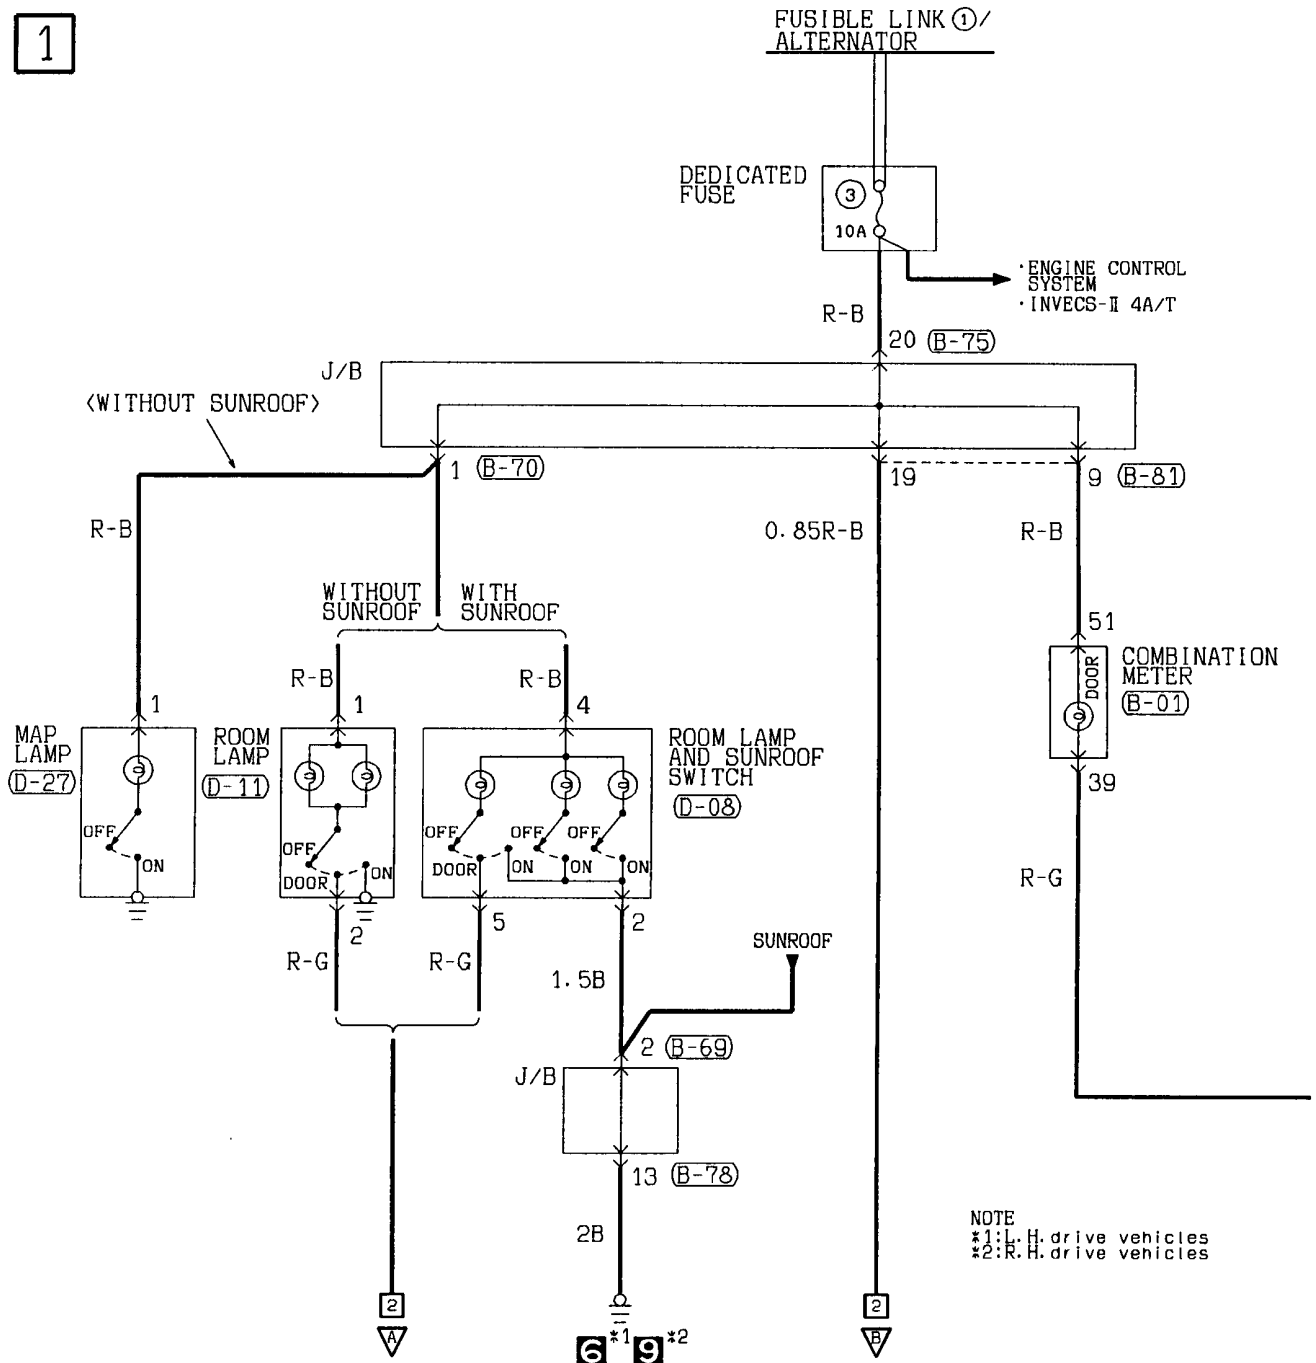 1
FUSIBLE LINK ①/
ALTERNATOR
DEDICATED
FUSE
③
10A
·ENGINE CONTROL
SYSTEM
·INVECS-Ⅱ 4A/T
R-B
20 (B-75)
J/B
<WITHOUT SUNROOF>
1 (B-70)
19
9 (B-81)
R-B
0.85R-B
R-B
WITHOUT
SUNROOF
WITH
SUNROOF
51
R-B
R-B
COMBINATION
METER
(B-01)
DOOR
1
1
4
MAP
LAMP
(D-27)
ROOM
LAMP
(D-11)
ROOM LAMP
AND SUNROOF
SWITCH
(D-08)
39
OFF
ON
OFF
DOOR
ON
OFF
DOOR
ON
OFF
ON
ON
R-G
2
5
2
R-G
R-G
SUNROOF
1.5B
2 (B-69)
J/B
13 (B-78)
2B
NOTE
*1:L.H.drive vehicles
*2:R.H.drive vehicles
2
A
6 *1 9 *2
2
B